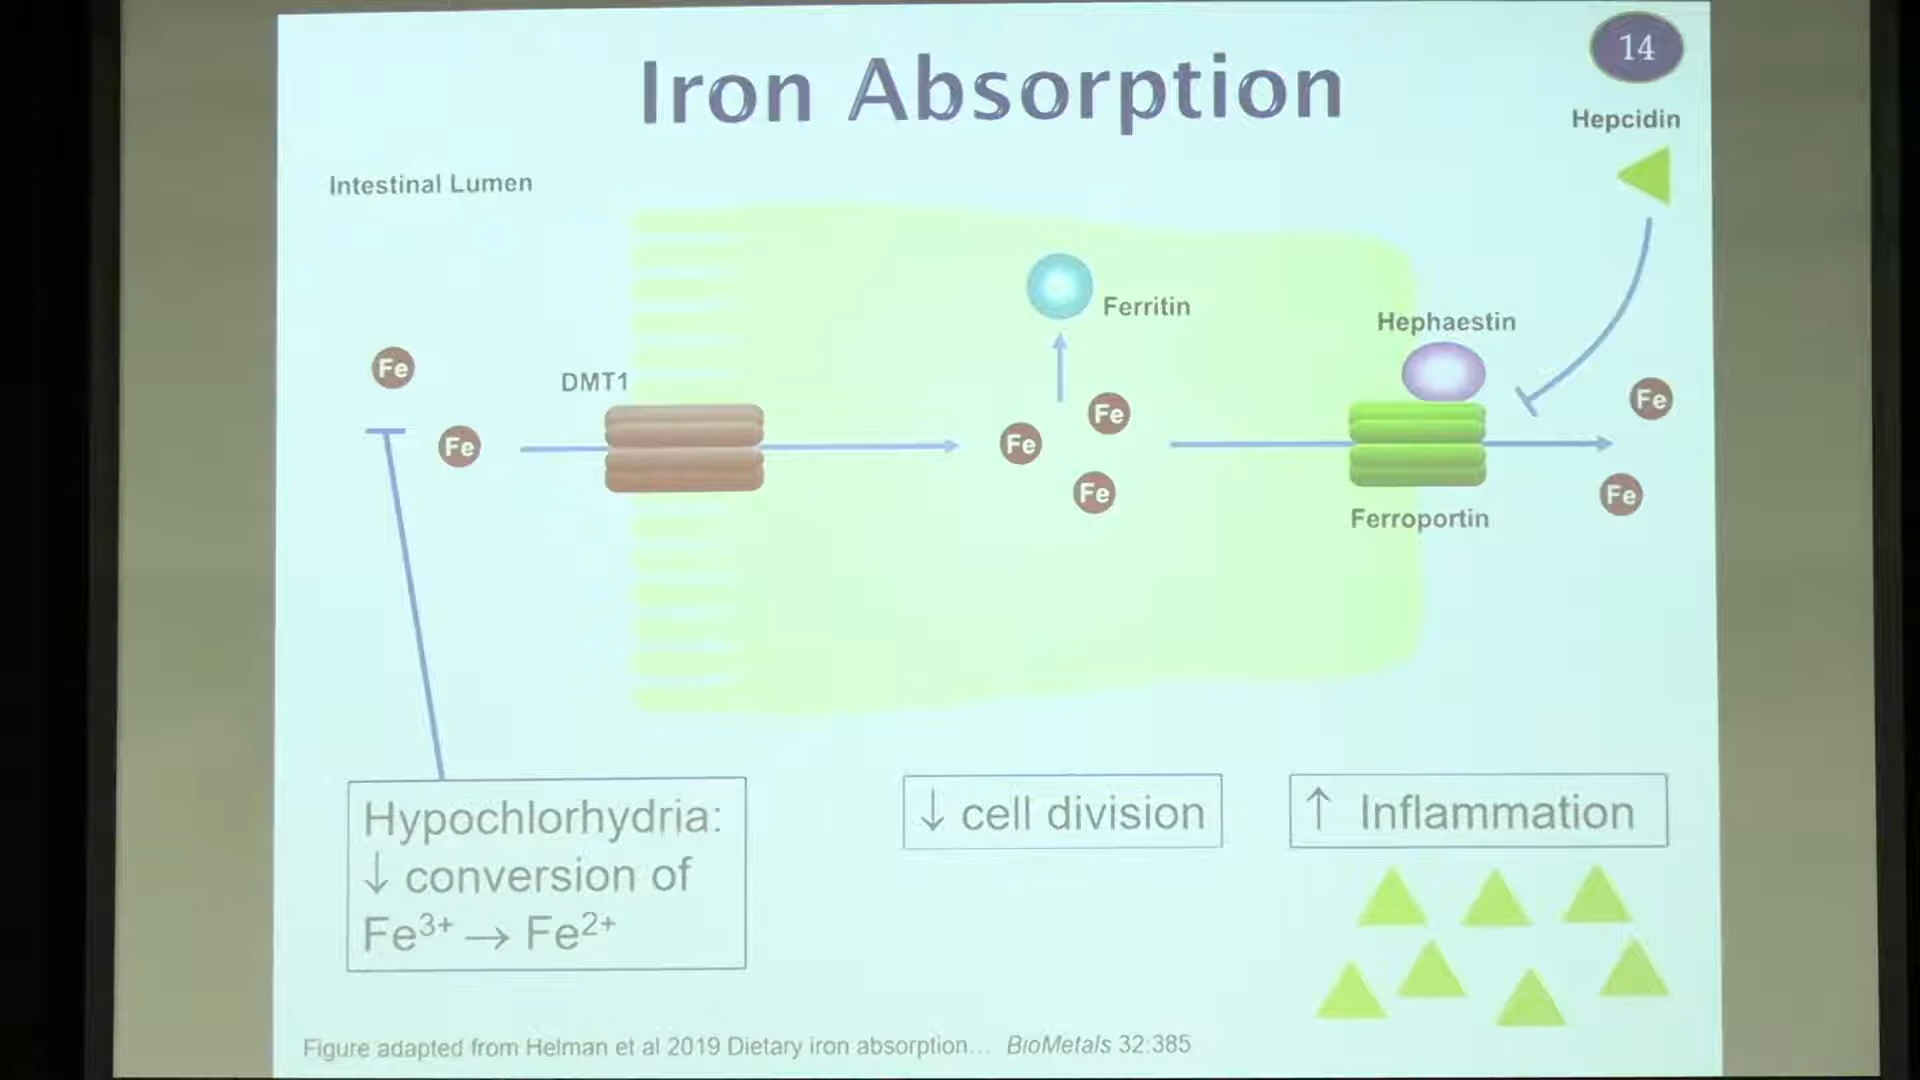 14
Iron Absorption
Hepcidin
Intestinal Lumen
Ferritin
Hephaestin
Fe
DMT1
Fe
Fe
Fe
Fe
Fe
Fe
Ferroportin
Hypochlorhydria:
↓ conversion of
Fe³⁺ → Fe²⁺
↓ cell division
↑ Inflammation
Figure adapted from Helman et al 2019 Dietary iron absorption... BioMetals 32:385